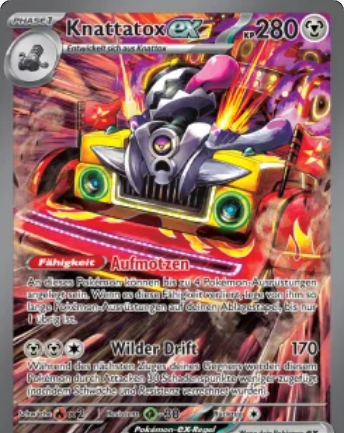 PHASE 1
Knattatox ex
KP 280
Entwickelt sich aus Knattox
Fähigkeit Aufmotzen
An dieses Pokémon können bis zu 4 Pokémon-Ausrüstungen
angelegt sein. Wenn es diese Fähigkeit verliert, lege von ihm so
lange Pokémon-Ausrüstungen auf deinen Ablagestapel, bis nur
1 übrig ist.
Wilder Drift 170
Während des nächsten Zuges deines Gegners werden diesem
Pokémon durch Attacken 30 Schadenspunkte weniger zugefügt
(nachdem Schwäche und Resistenz verrechnet wurden).
Schwäche ×2 Resistenz -30 Rückzug
Pokémon-ex-Regel